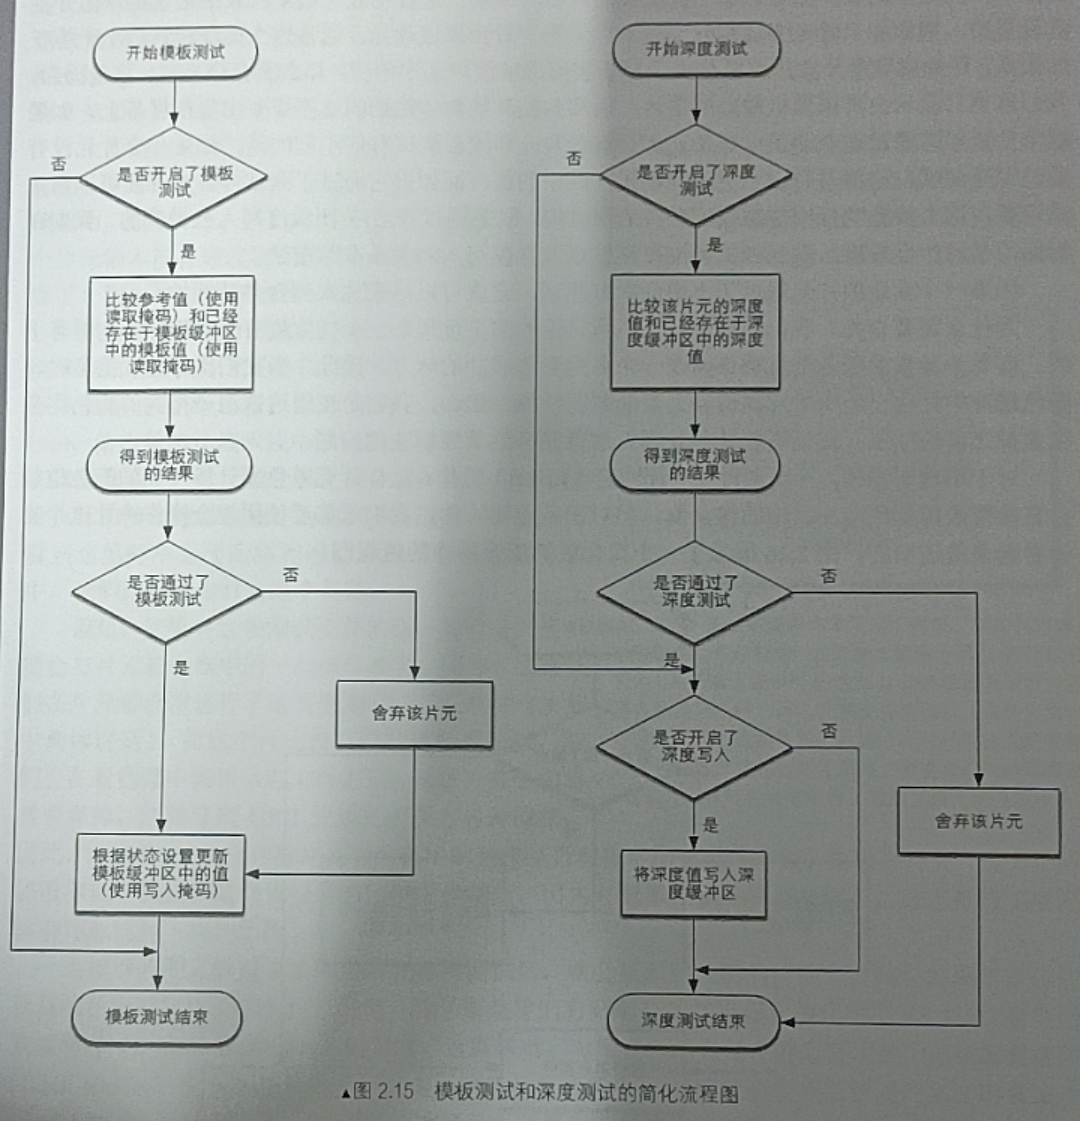 开始模板测试
否
是否开启了模板
测试
是
比较参考值（使用
读取掩码）和已经
存在于模板缓冲区
中的模板值（使用
读取掩码）
得到模板测试
的结果
是否通过了
模板测试
否
是
舍弃该片元
根据状态设置更新
模板缓冲区中的值
（使用写入掩码）
模板测试结束
开始深度测试
否
是否开启了深度
测试
是
比较该片元的深度
值和已经存在于深
度缓冲区中的深度
值
得到深度测试
的结果
是否通过了
深度测试
否
是
是否开启了
深度写入
否
是
舍弃该片元
将深度值写入深
度缓冲区
深度测试结束
▲图 2.15 模板测试和深度测试的简化流程图